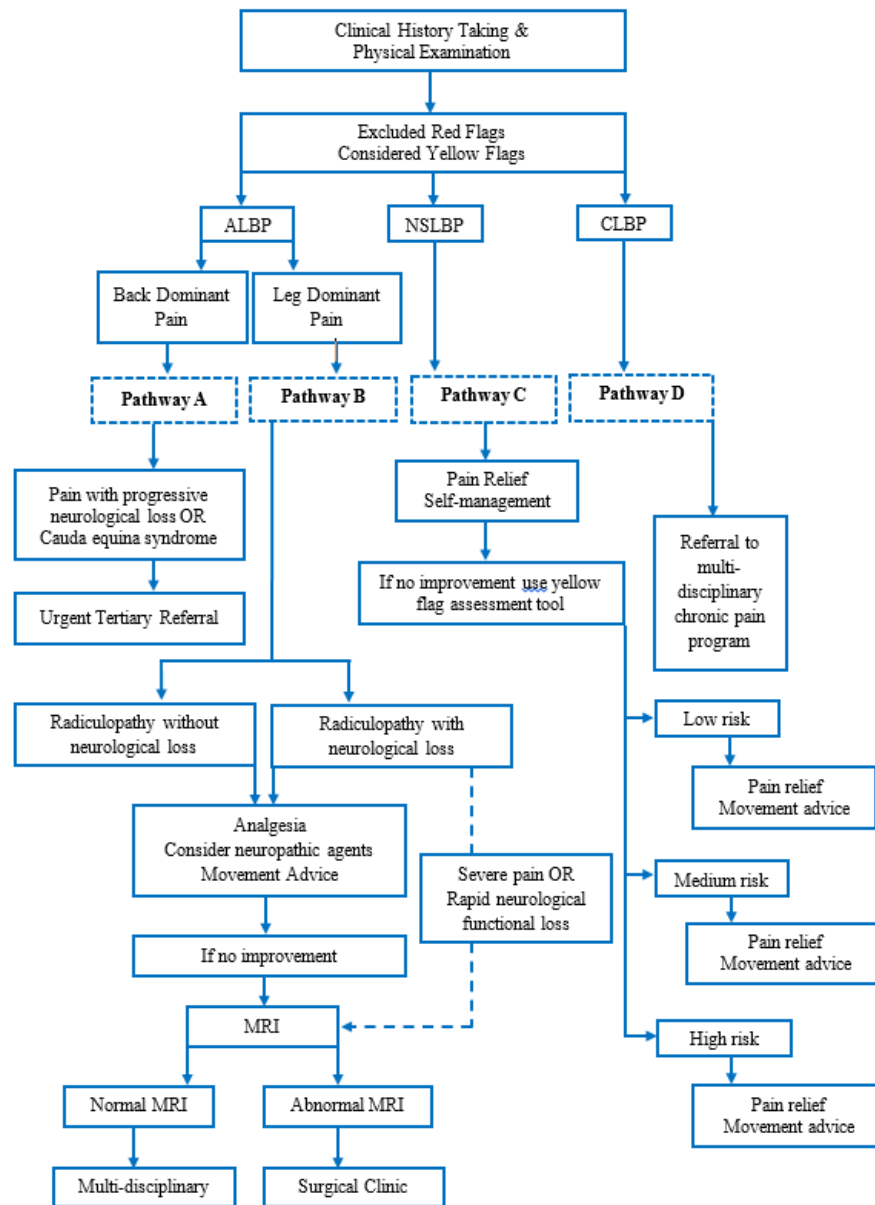 Clinical History Taking &
Physical Examination
Excluded Red Flags
Considered Yellow Flags
ALBP
NSLBP
CLBP
Back Dominant
Pain
Leg Dominant
Pain
Pathway A
Pathway B
Pathway C
Pathway D
Pain with progressive
neurological loss OR
Cauda equina syndrome
Urgent Tertiary Referral
Pain Relief
Self-management
If no improvement use yellow
flag assessment tool
Referral to
multi-
disciplinary
chronic pain
program
Radiculopathy without
neurological loss
Radiculopathy with
neurological loss
Low risk
Pain relief
Movement advice
Analgesia
Consider neuropathic agents
Movement Advice
Severe pain OR
Rapid neurological
functional loss
Medium risk
Pain relief
Movement advice
If no improvement
MRI
High risk
Pain relief
Movement advice
Normal MRI
Abnormal MRI
Multi-disciplinary
Surgical Clinic